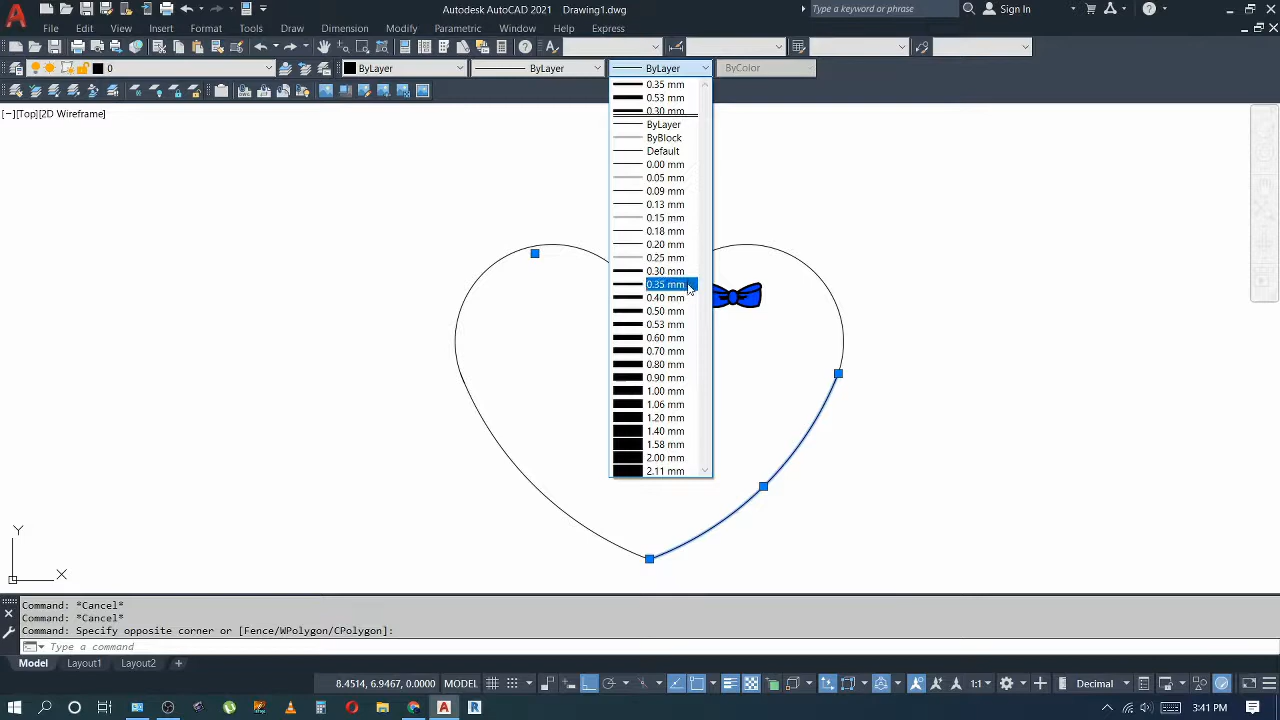 Autodesk AutoCAD 2021 Drawing1.dwg
Type a keyword or phrase
Sign In
File Edit View Insert Format Tools Draw Dimension Modify Parametric Window Help Express
0
ByLayer
ByLayer
ByLayer
ByColor
0.35 mm
0.53 mm
0.30 mm
ByLayer
ByBlock
Default
0.00 mm
0.05 mm
0.09 mm
0.13 mm
0.15 mm
0.18 mm
0.20 mm
0.25 mm
0.30 mm
0.35 mm
0.40 mm
0.50 mm
0.53 mm
0.60 mm
0.70 mm
0.80 mm
0.90 mm
1.00 mm
1.06 mm
1.20 mm
1.40 mm
1.58 mm
2.00 mm
2.11 mm
[−][Top][2D Wireframe]
Y
X
Command: *Cancel*
Command: *Cancel*
Command: Specify opposite corner or [Fence/WPolygon/CPolygon]:
Type a command
Model Layout1 Layout2 +
8.4514, 6.9467, 0.0000 MODEL
1:1
Decimal
3:41 PM